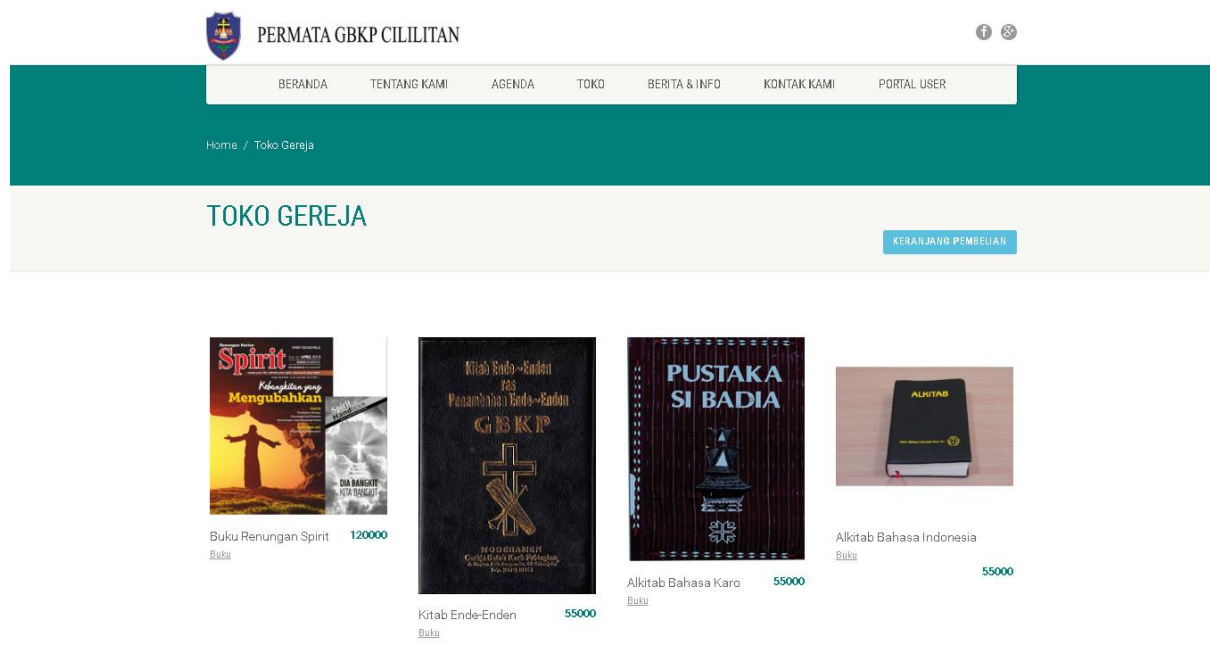 PERMATA GBKP CILILITAN
BERANDA TENTANG KAMI AGENDA TOKO BERITA & INFO KONTAK KAMI PORTAL USER
Home / Toko Gereja
TOKO GEREJA
KERANJANG PEMBELIAN
Renungan Harian
Spirit
Kebangkitan yang
Mengubahkan
DIA BANGKIT
KITA BANGKIT
Buku Renungan Spirit 120000
Buku
Kitab Ende~Enden
ras
Penambahen Ende~Enden
GBKP
MODERAMEN
Kitab Ende-Enden 55000
Buku
PUSTAKA
SI BADIA
Alkitab Bahasa Karo 55000
Buku
ALKITAB
Alkitab Bahasa Indonesia
Buku
55000